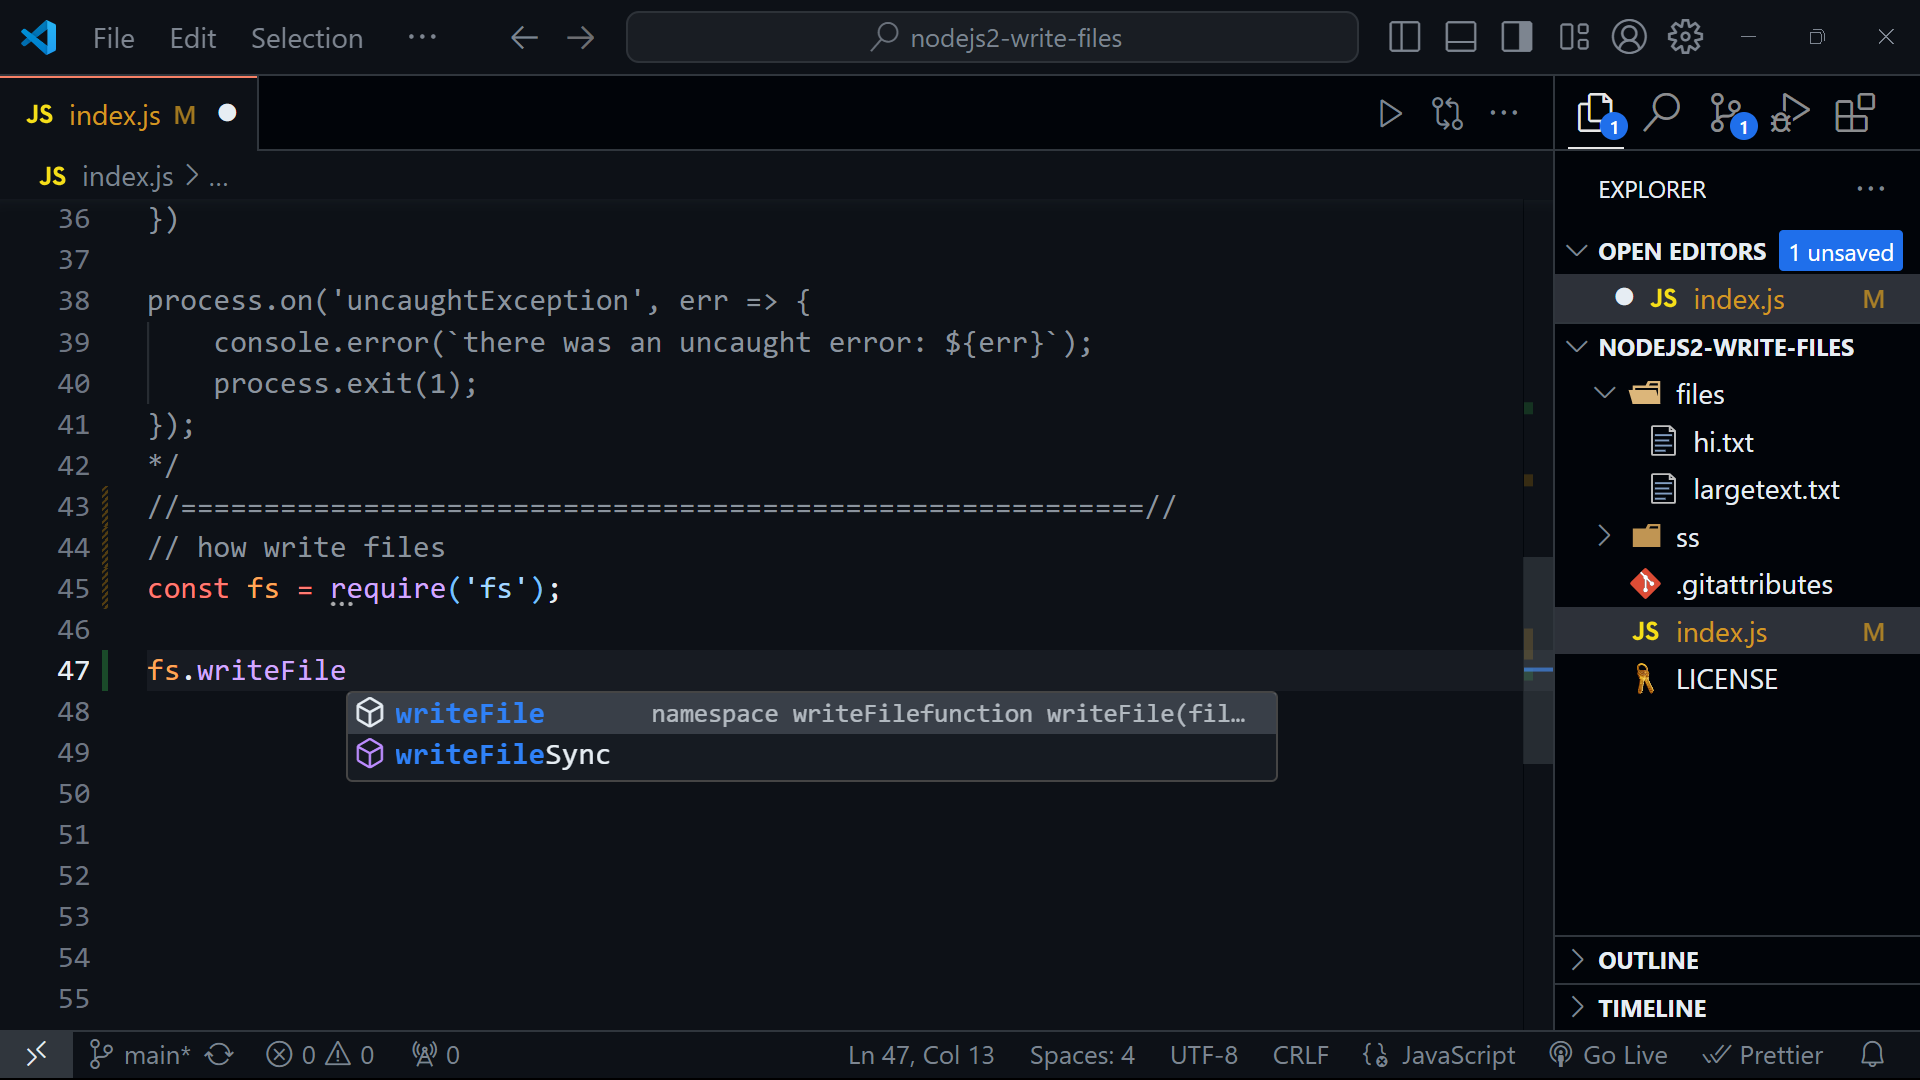 File Edit Selection ···
nodejs2-write-files
JS index.js M
JS index.js > ...
36 })
37
38 process.on('uncaughtException', err => {
39 console.error(`there was an uncaught error: ${err}`);
40 process.exit(1);
41 });
42 */
43 //==========================================================//
44 // how write files
45 const fs = require('fs');
46
47 fs.writeFile
writeFile namespace writeFilefunction writeFile(fil…
writeFileSync
48
49
50
51
52
53
54
55
1
1
EXPLORER
OPEN EDITORS 1 unsaved
JS index.js M
NODEJS2-WRITE-FILES
files
hi.txt
largetext.txt
ss
.gitattributes
JS index.js M
LICENSE
OUTLINE
TIMELINE
main* 0 0 0
Ln 47, Col 13 Spaces: 4 UTF-8 CRLF JavaScript Go Live Prettier